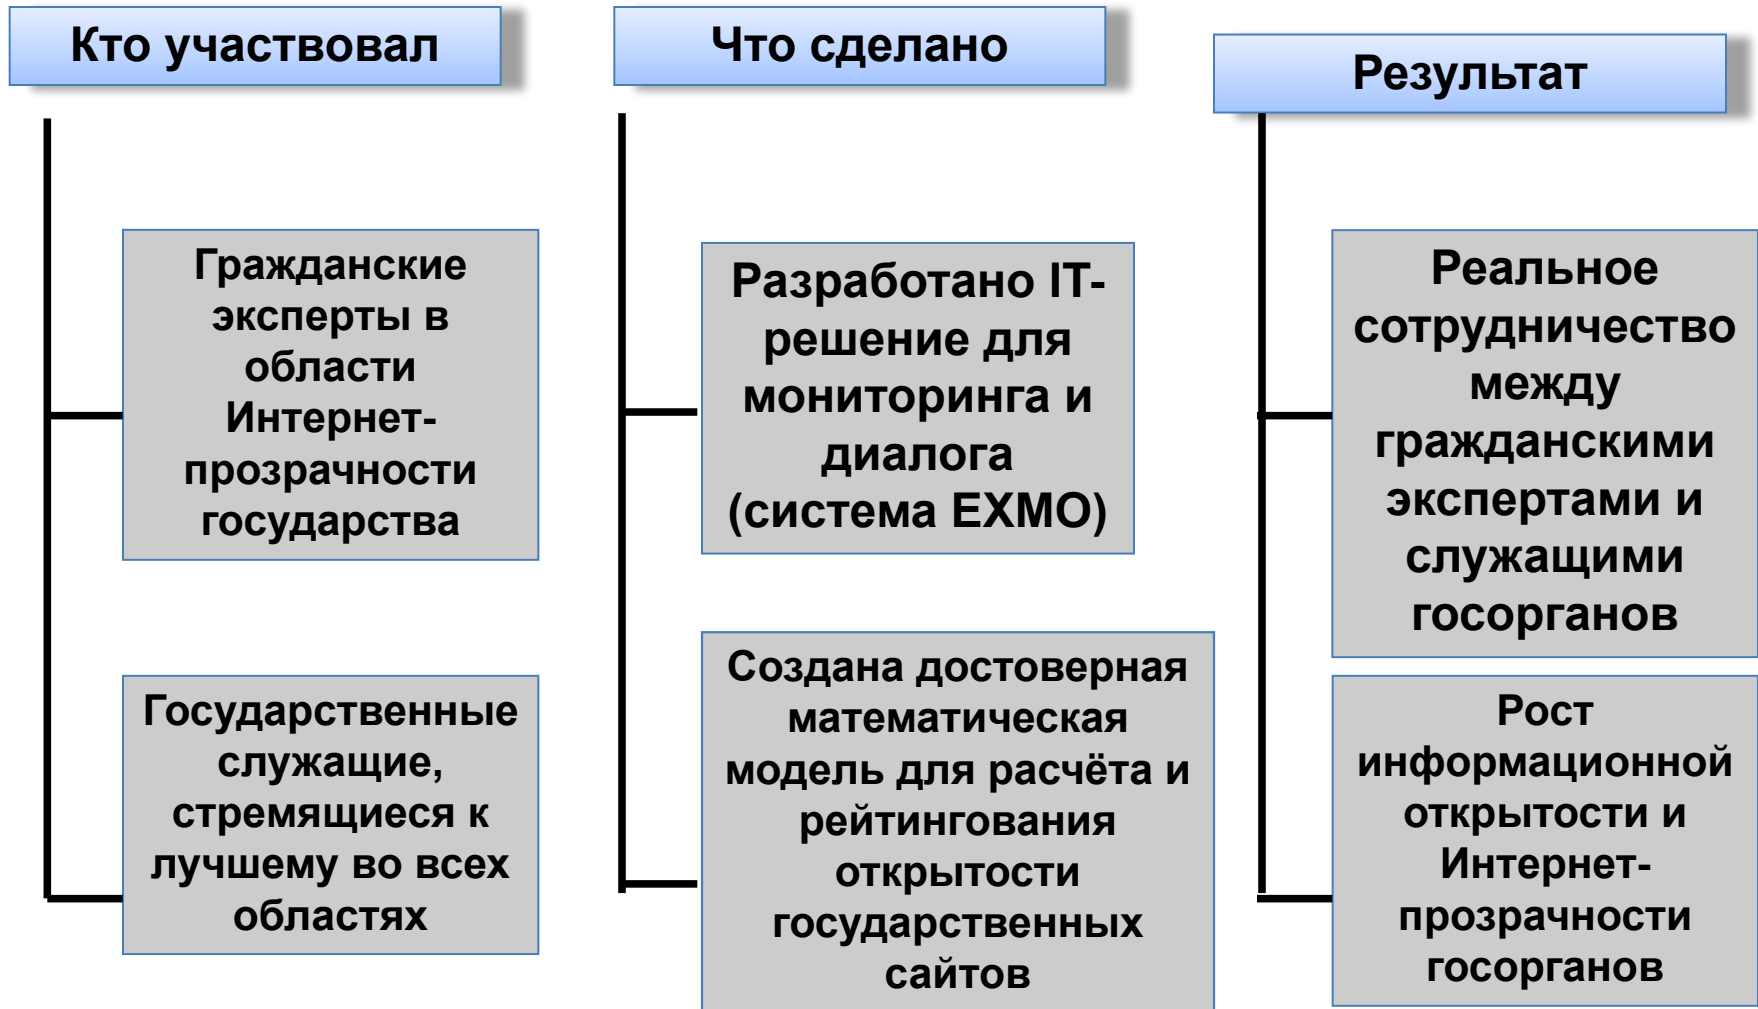 Кто участвовал
Гражданские
эксперты в
области
Интернет-
прозрачности
государства
Государственные
служащие,
стремящиеся к
лучшему во всех
областях
Что сделано
Разработано IT-
решение для
мониторинга и
диалога
(система EXMO)
Создана достоверная
математическая
модель для расчёта и
рейтингования
открытости
государственных
сайтов
Результат
Реальное
сотрудничество
между
гражданскими
экспертами и
служащими
госорганов
Рост
информационной
открытости и
Интернет-
прозрачности
госорганов